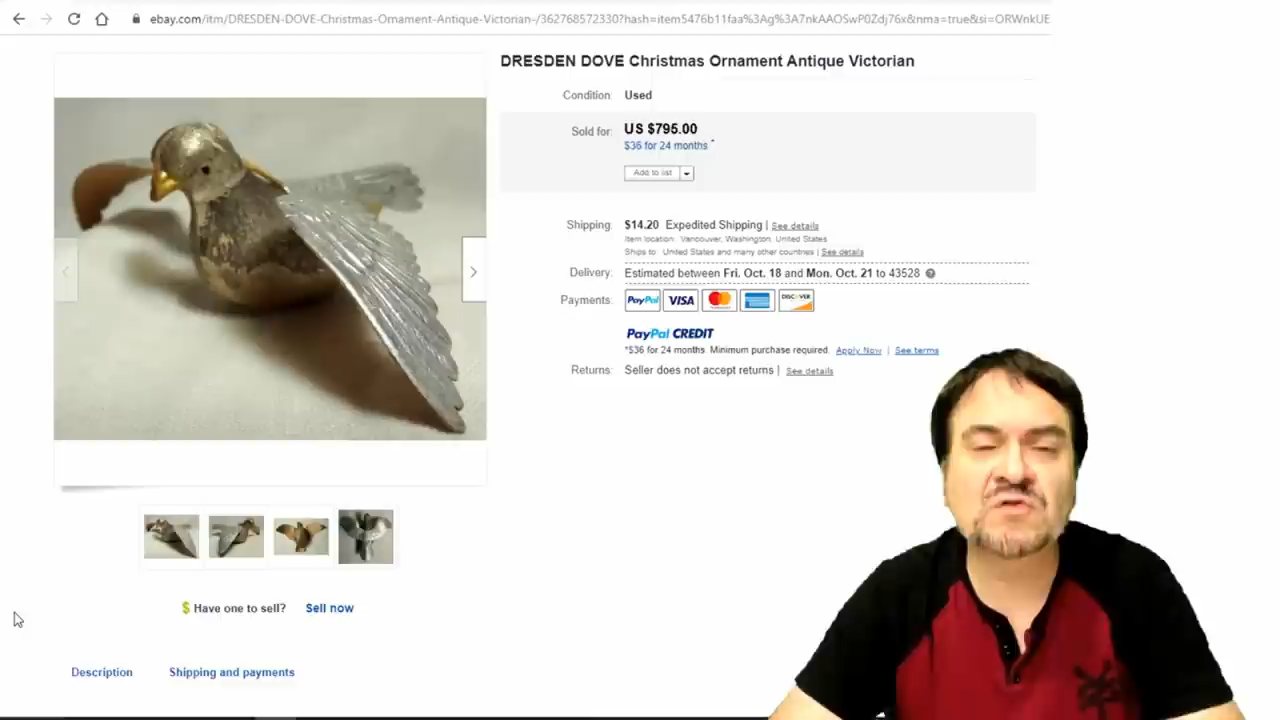 ebay.com/itm/DRESDEN-DOVE-Christmas-Ornament-Antique-Victorian-/362768572330?hash=item5476b11faa%3Ag%3A7nkAAOSwP0Zdj76x&nma=true&si=ORWnkUE
DRESDEN DOVE Christmas Ornament Antique Victorian
Condition: Used
Sold for: US $795.00
$36 for 24 months *
Add to list
Shipping: $14.20 Expedited Shipping | See details
Item location: Vancouver, Washington, United States
Ships to: United States and many other countries | See details
Delivery: Estimated between Fri. Oct. 18 and Mon. Oct. 21 to 43528 ?
Payments: PayPal VISA MasterCard DISCOVER
PayPal CREDIT
*$36 for 24 months. Minimum purchase required. Apply Now | See terms
Returns: Seller does not accept returns | See details
$ Have one to sell? Sell now
Description Shipping and payments